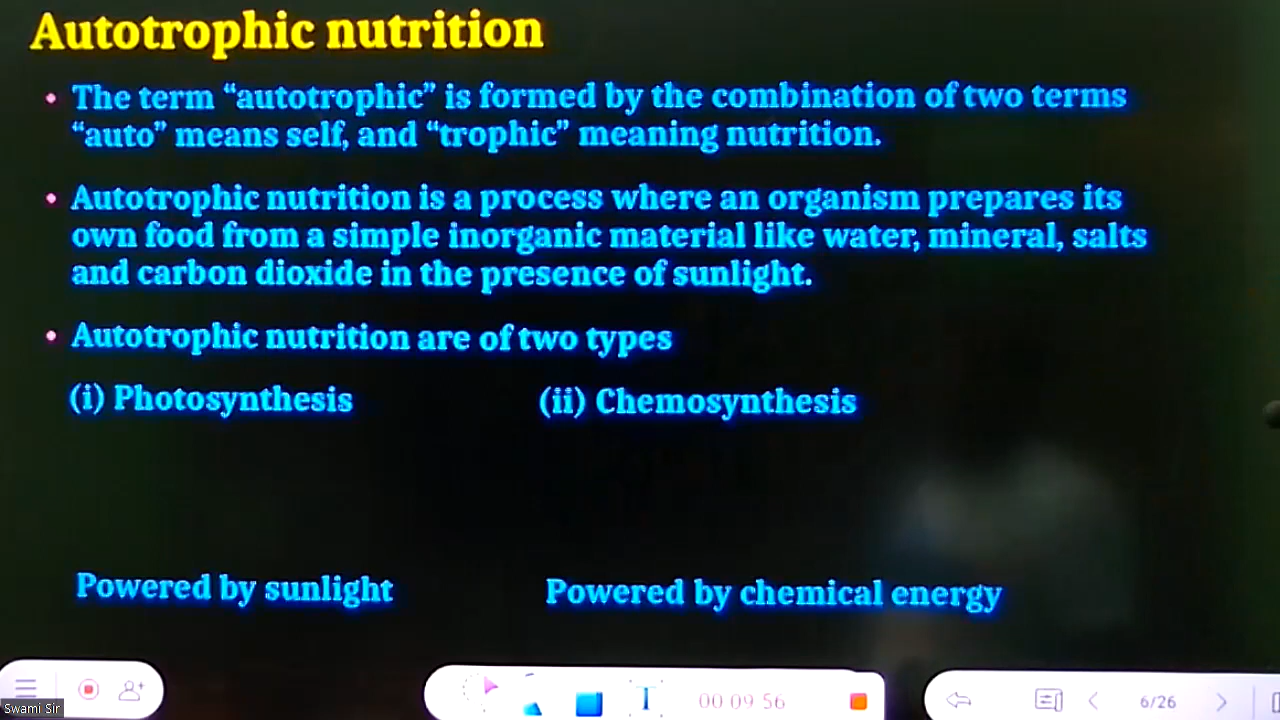 Autotrophic nutrition
• The term “autotrophic” is formed by the combination of two terms
“auto” means self, and “trophic” meaning nutrition.
• Autotrophic nutrition is a process where an organism prepares its
own food from a simple inorganic material like water, mineral, salts
and carbon dioxide in the presence of sunlight.
• Autotrophic nutrition are of two types
(i) Photosynthesis (ii) Chemosynthesis
Powered by sunlight Powered by chemical energy
T 00:09:56 6/26
Swami Sir